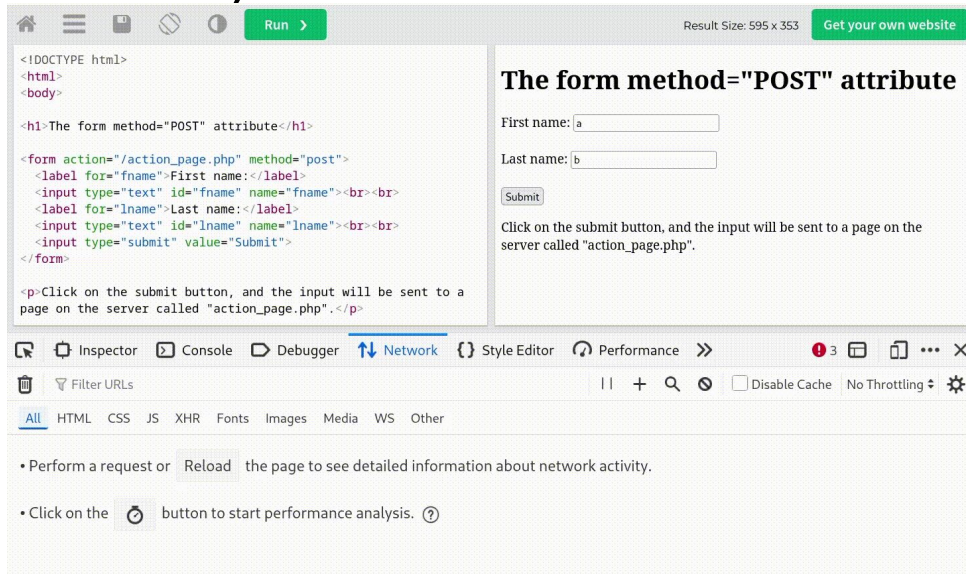 Run ❯
Result Size: 595 x 353
Get your own website
<!DOCTYPE html>
<html>
<body>
<h1>The form method="POST" attribute</h1>
<form action="/action_page.php" method="post">
  <label for="fname">First name:</label>
  <input type="text" id="fname" name="fname"><br><br>
  <label for="lname">Last name:</label>
  <input type="text" id="lname" name="lname"><br><br>
  <input type="submit" value="Submit">
</form>
<p>Click on the submit button, and the input will be sent to a
page on the server called "action_page.php".</p>
The form method="POST" attribute
First name: a
Last name: b
Submit
Click on the submit button, and the input will be sent to a page on the
server called "action_page.php".
Inspector Console Debugger Network {} Style Editor Performance 3
Filter URLs Disable Cache No Throttling
All HTML CSS JS XHR Fonts Images Media WS Other
• Perform a request or Reload the page to see detailed information about network activity.
• Click on the button to start performance analysis. ?